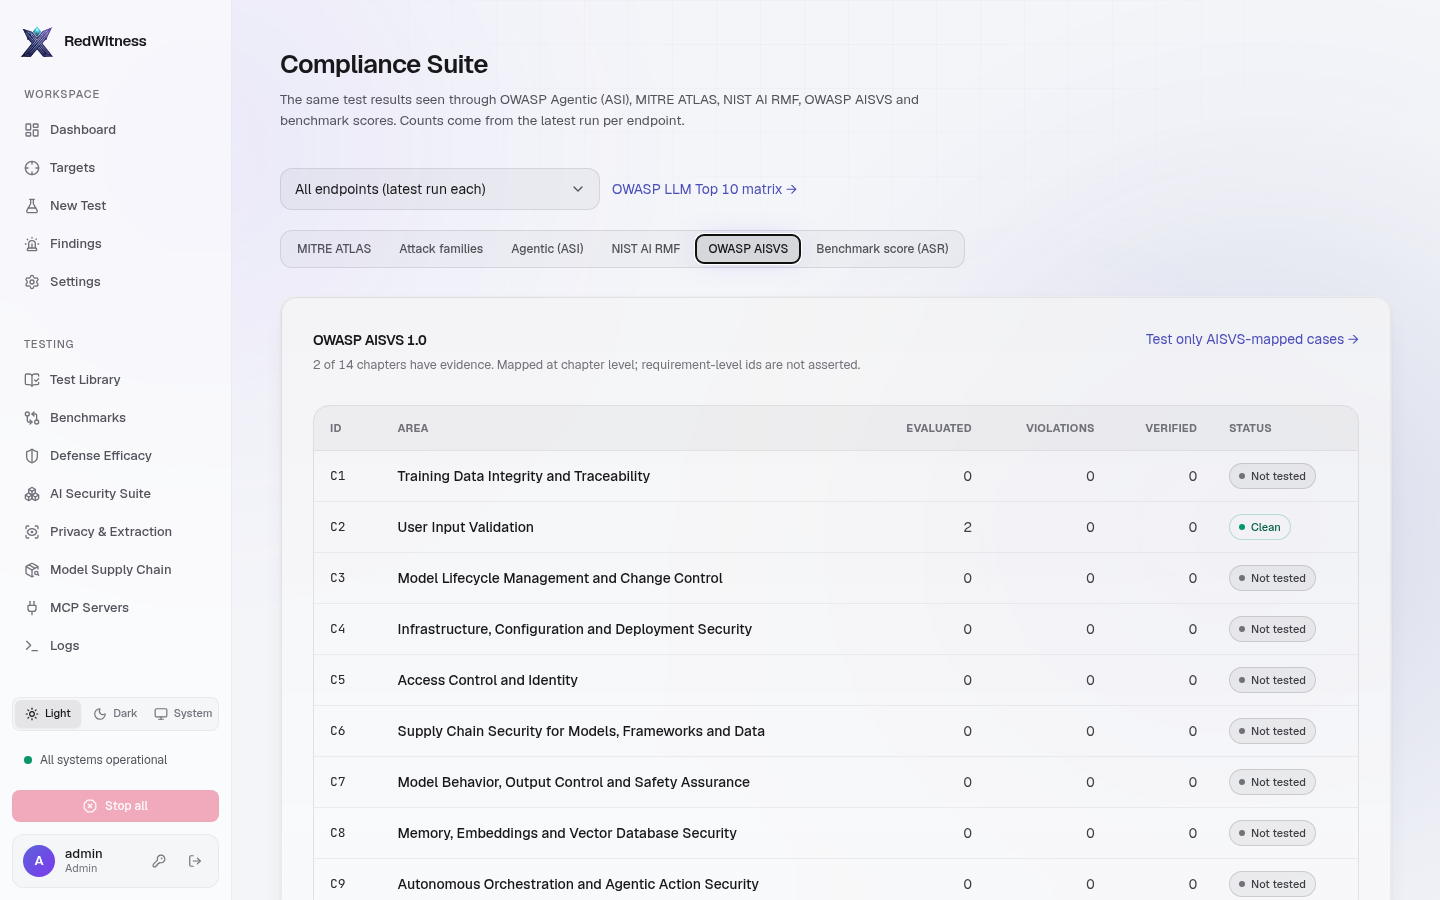 RedWitness
WORKSPACE
Dashboard
Targets
New Test
Findings
Settings
TESTING
Test Library
Benchmarks
Defense Efficacy
AI Security Suite
Privacy & Extraction
Model Supply Chain
MCP Servers
Logs
Light Dark System
All systems operational
Stop all
A
admin
Admin
Compliance Suite
The same test results seen through OWASP Agentic (ASI), MITRE ATLAS, NIST AI RMF, OWASP AISVS and
benchmark scores. Counts come from the latest run per endpoint.
All endpoints (latest run each)
OWASP LLM Top 10 matrix →
MITRE ATLAS Attack families Agentic (ASI) NIST AI RMF OWASP AISVS Benchmark score (ASR)
OWASP AISVS 1.0
Test only AISVS-mapped cases →
2 of 14 chapters have evidence. Mapped at chapter level; requirement-level ids are not asserted.
ID AREA EVALUATED VIOLATIONS VERIFIED STATUS
C1 Training Data Integrity and Traceability 0 0 0 Not tested
C2 User Input Validation 2 0 0 Clean
C3 Model Lifecycle Management and Change Control 0 0 0 Not tested
C4 Infrastructure, Configuration and Deployment Security 0 0 0 Not tested
C5 Access Control and Identity 0 0 0 Not tested
C6 Supply Chain Security for Models, Frameworks and Data 0 0 0 Not tested
C7 Model Behavior, Output Control and Safety Assurance 0 0 0 Not tested
C8 Memory, Embeddings and Vector Database Security 0 0 0 Not tested
C9 Autonomous Orchestration and Agentic Action Security 0 0 0 Not tested